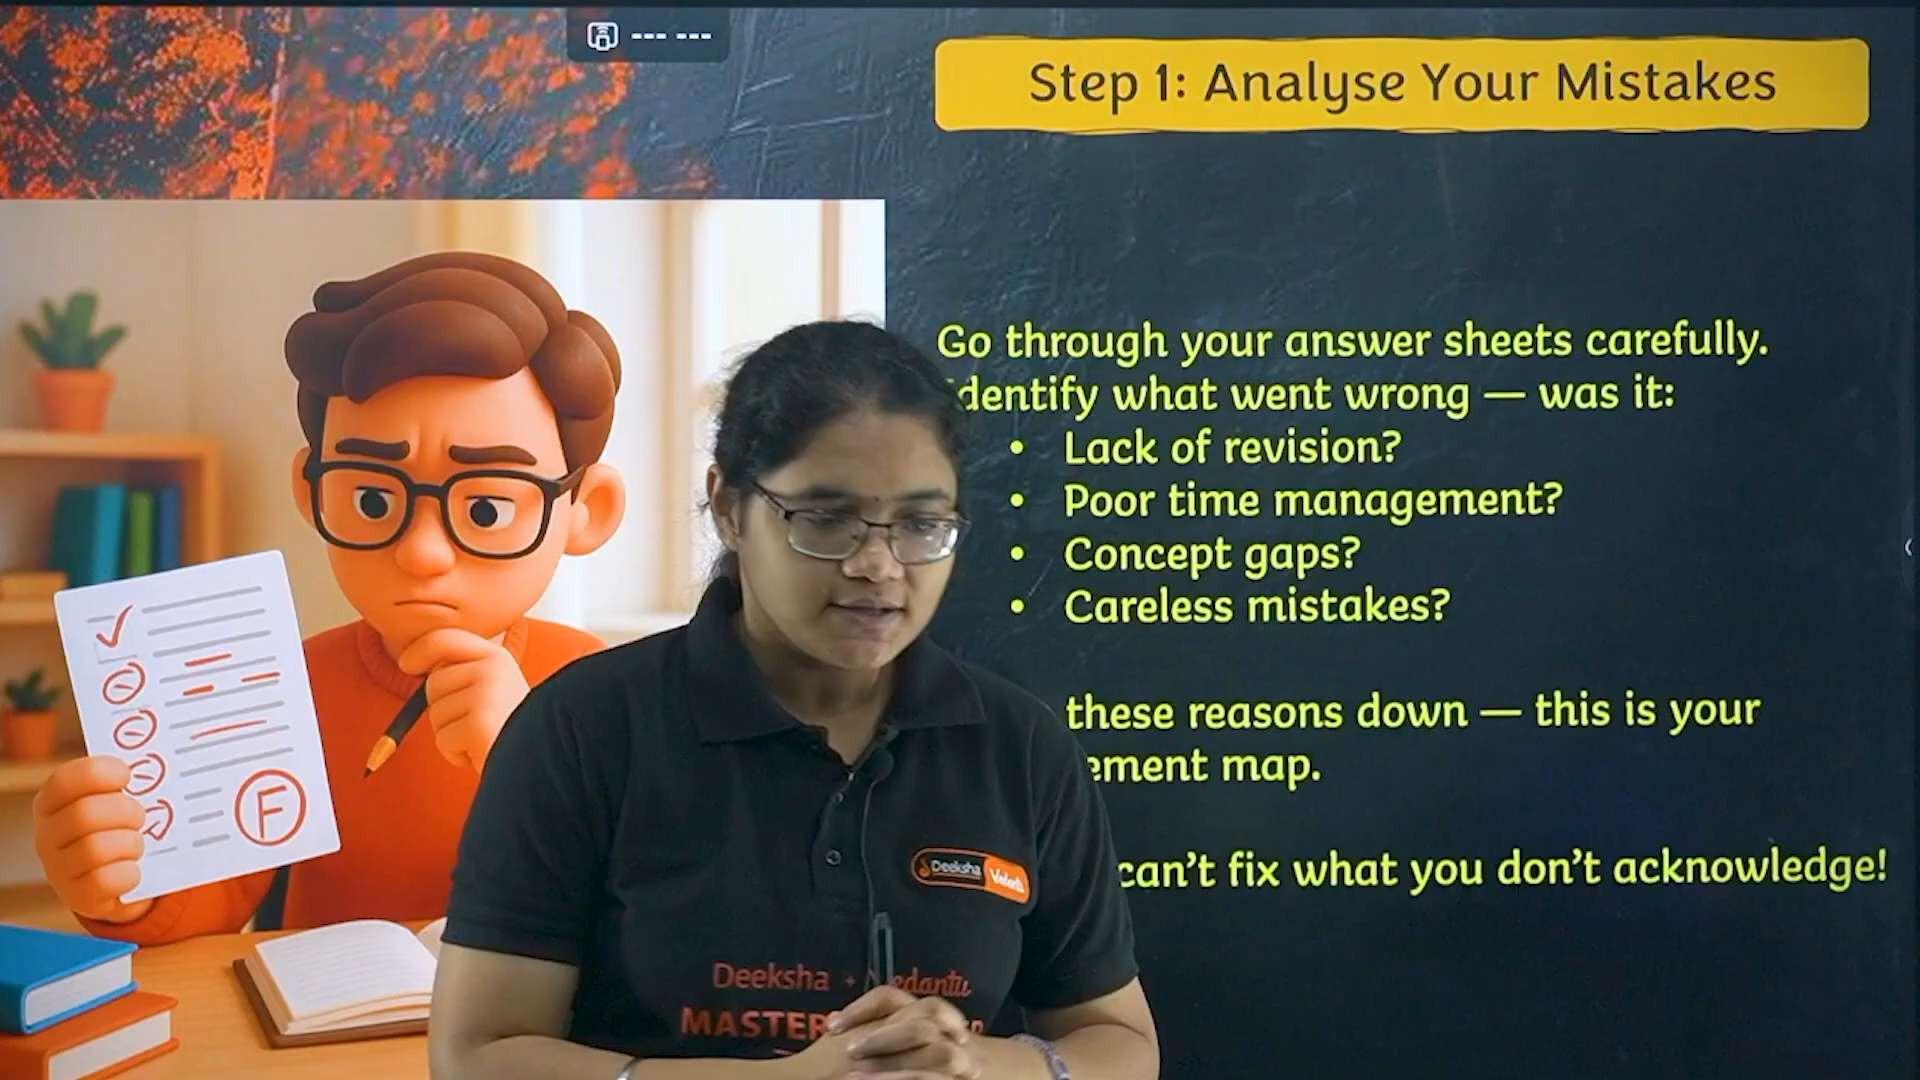 Step 1: Analyse Your Mistakes
Go through your answer sheets carefully.
dentify what went wrong — was it:
• Lack of revision?
• Poor time management?
• Concept gaps?
• Careless mistakes?
these reasons down — this is your
ement map.
can't fix what you don't acknowledge!
F
Deeksha Vedantu
Deeksha + edantu
MASTER